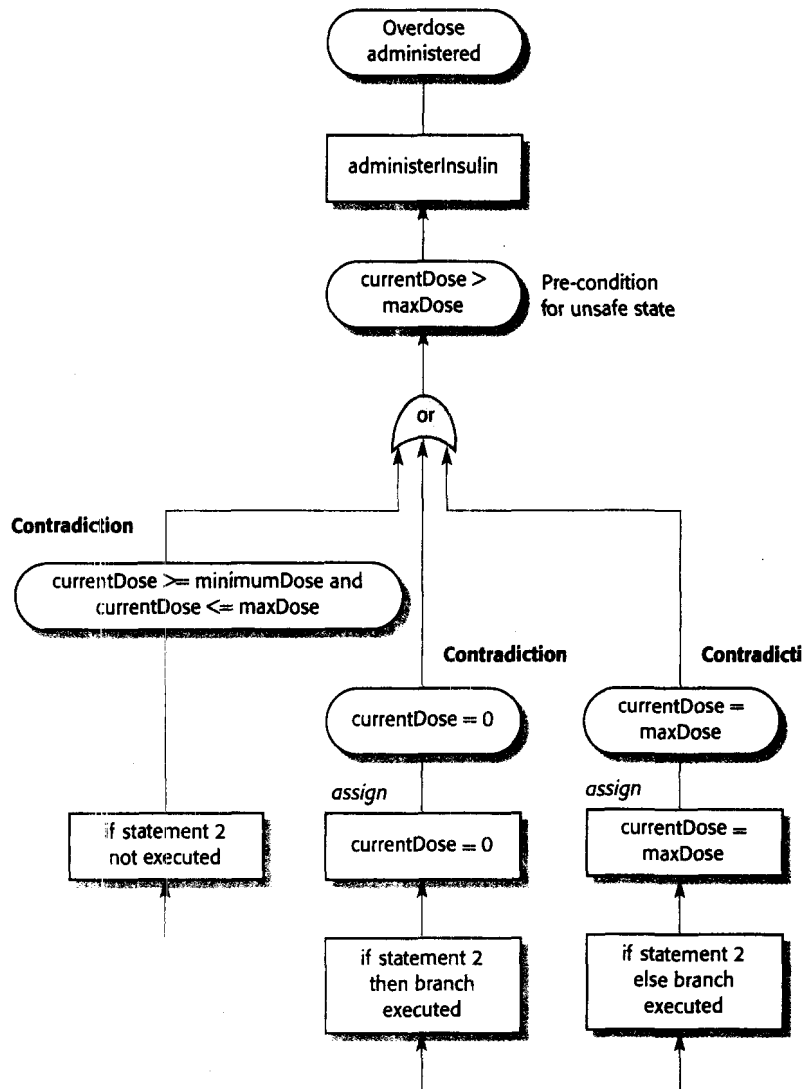 Overdose
administered
administerInsulin
currentDose >
maxDose
Pre-condition
for unsafe state
or
Contradiction
currentDose >= minimumDose and
currentDose <= maxDose
Contradiction
Contradicti
currentDose = 0
currentDose =
maxDose
assign
assign
if statement 2
not executed
currentDose = 0
currentDose =
maxDose
if statement 2
then branch
executed
if statement 2
else branch
executed